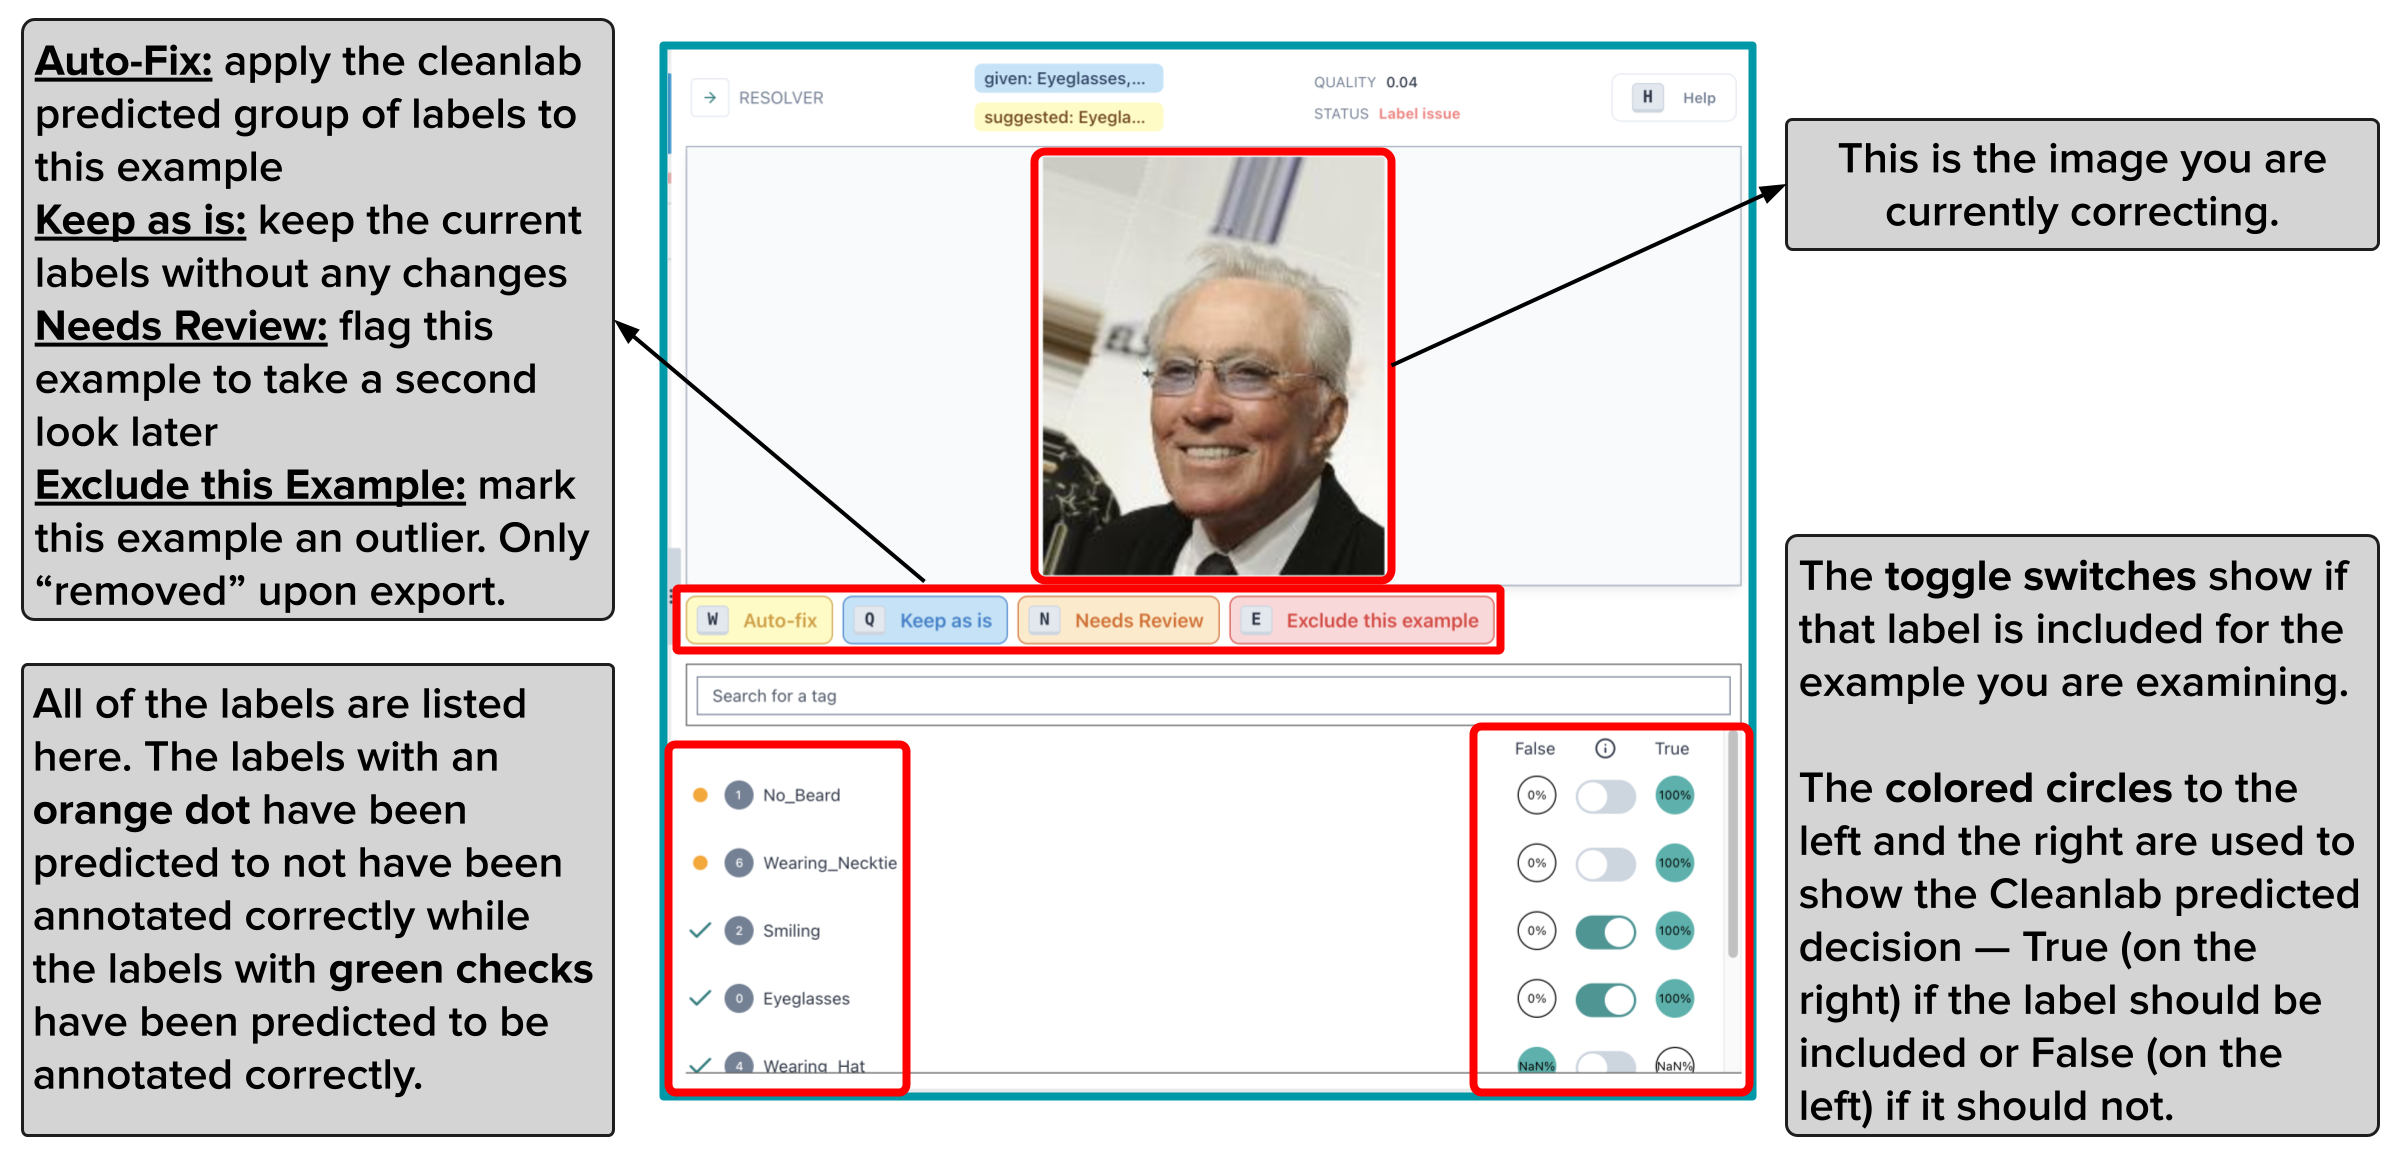 Auto-Fix: apply the cleanlab
predicted group of labels to
this example
Keep as is: keep the current
labels without any changes
Needs Review: flag this
example to take a second
look later
Exclude this Example: mark
this example an outlier. Only
“removed” upon export.
All of the labels are listed
here. The labels with an
orange dot have been
predicted to not have been
annotated correctly while
the labels with green checks
have been predicted to be
annotated correctly.
RESOLVER
given: Eyeglasses,...
suggested: Eyegla...
QUALITY 0.04
STATUS Label issue
H Help
W Auto-fix
Q Keep as is
N Needs Review
E Exclude this example
Search for a tag
False True
1 No_Beard 0% 100%
6 Wearing_Necktie 0% 100%
2 Smiling 0% 100%
0 Eyeglasses 0% 100%
4 Wearing_Hat NaN% NaN%
This is the image you are
currently correcting.
The toggle switches show if
that label is included for the
example you are examining.
The colored circles to the
left and the right are used to
show the Cleanlab predicted
decision — True (on the
right) if the label should be
included or False (on the
left) if it should not.